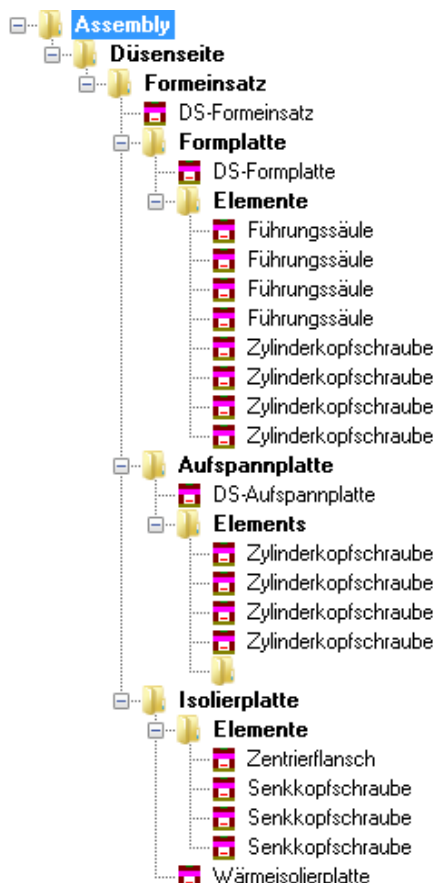 Assembly
Düsenseite
Formeinsatz
DS-Formeinsatz
Formplatte
DS-Formplatte
Elemente
Führungssäule
Führungssäule
Führungssäule
Führungssäule
Zylinderkopfschraube
Zylinderkopfschraube
Zylinderkopfschraube
Zylinderkopfschraube
Aufspannplatte
DS-Aufspannplatte
Elements
Zylinderkopfschraube
Zylinderkopfschraube
Zylinderkopfschraube
Zylinderkopfschraube
Isolierplatte
Elemente
Zentrierflansch
Senkkopfschraube
Senkkopfschraube
Senkkopfschraube
Wärmeisolierplatte